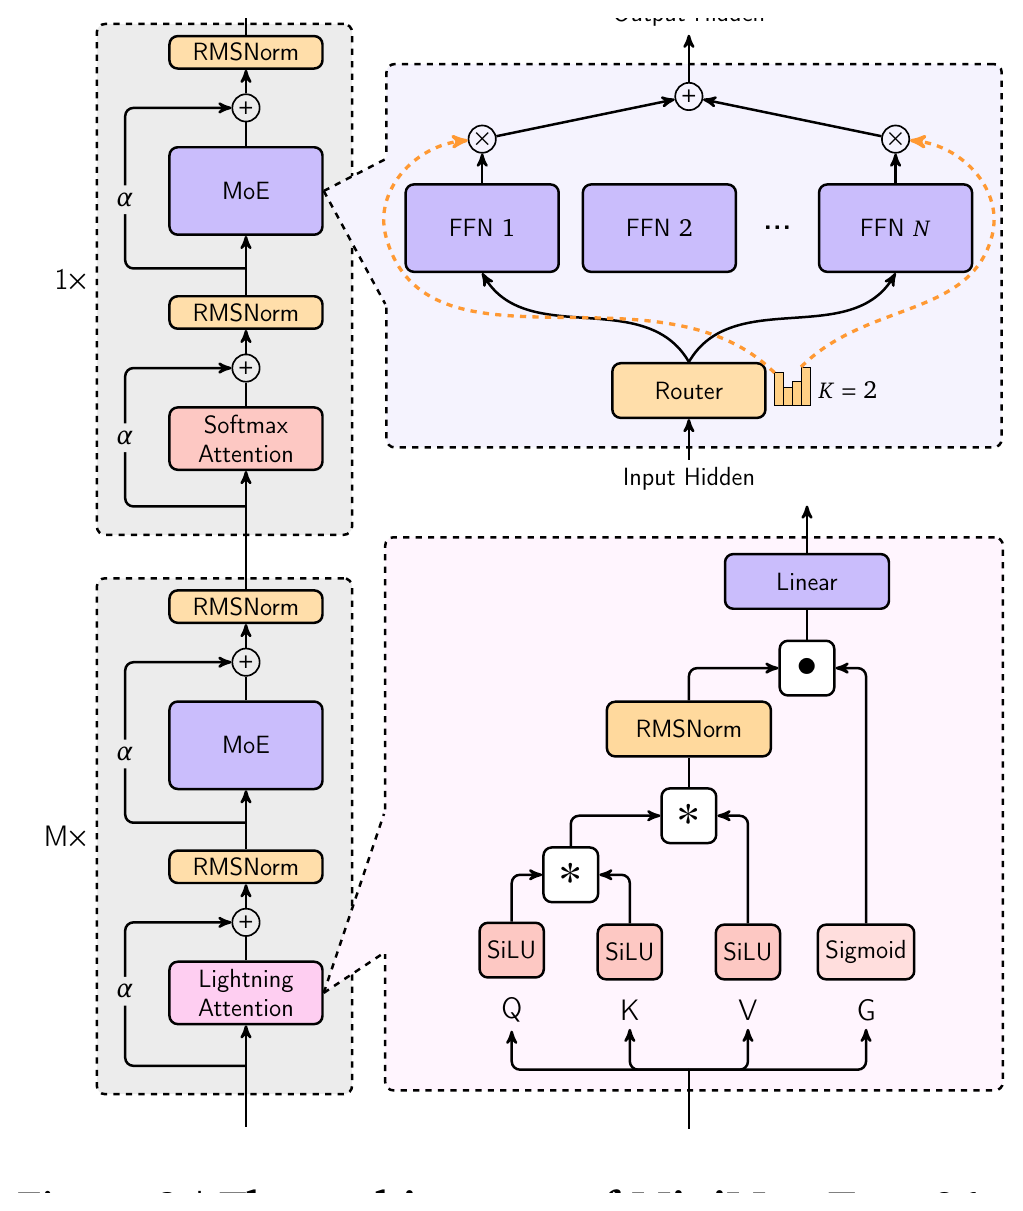 Output Hidden
RMSNorm
+
α
MoE
1×
RMSNorm
+
α
Softmax
Attention
+
×
×
FFN 1
FFN 2
...
FFN N
Router
K = 2
Input Hidden
RMSNorm
+
α
MoE
M×
RMSNorm
+
α
Lightning
Attention
Linear
•
RMSNorm
*
*
SiLU
SiLU
SiLU
Sigmoid
Q
K
V
G